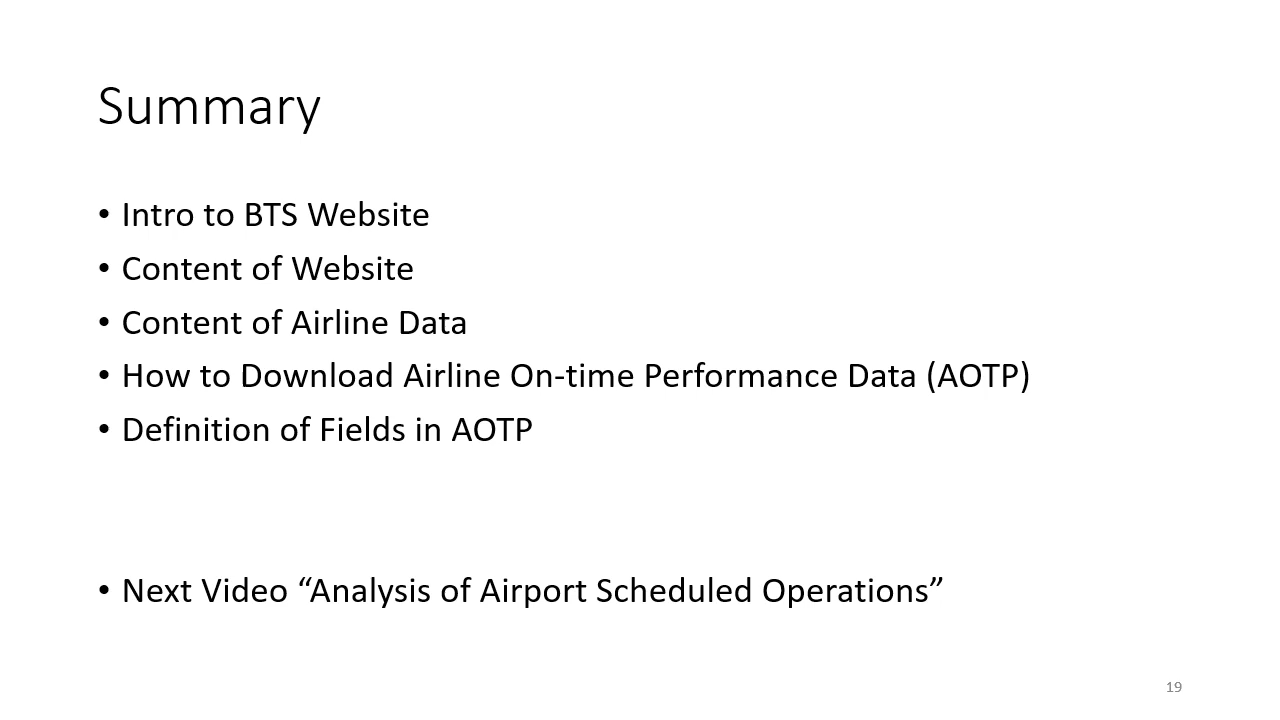 Summary
• Intro to BTS Website
• Content of Website
• Content of Airline Data
• How to Download Airline On-time Performance Data (AOTP)
• Definition of Fields in AOTP
• Next Video “Analysis of Airport Scheduled Operations”
19